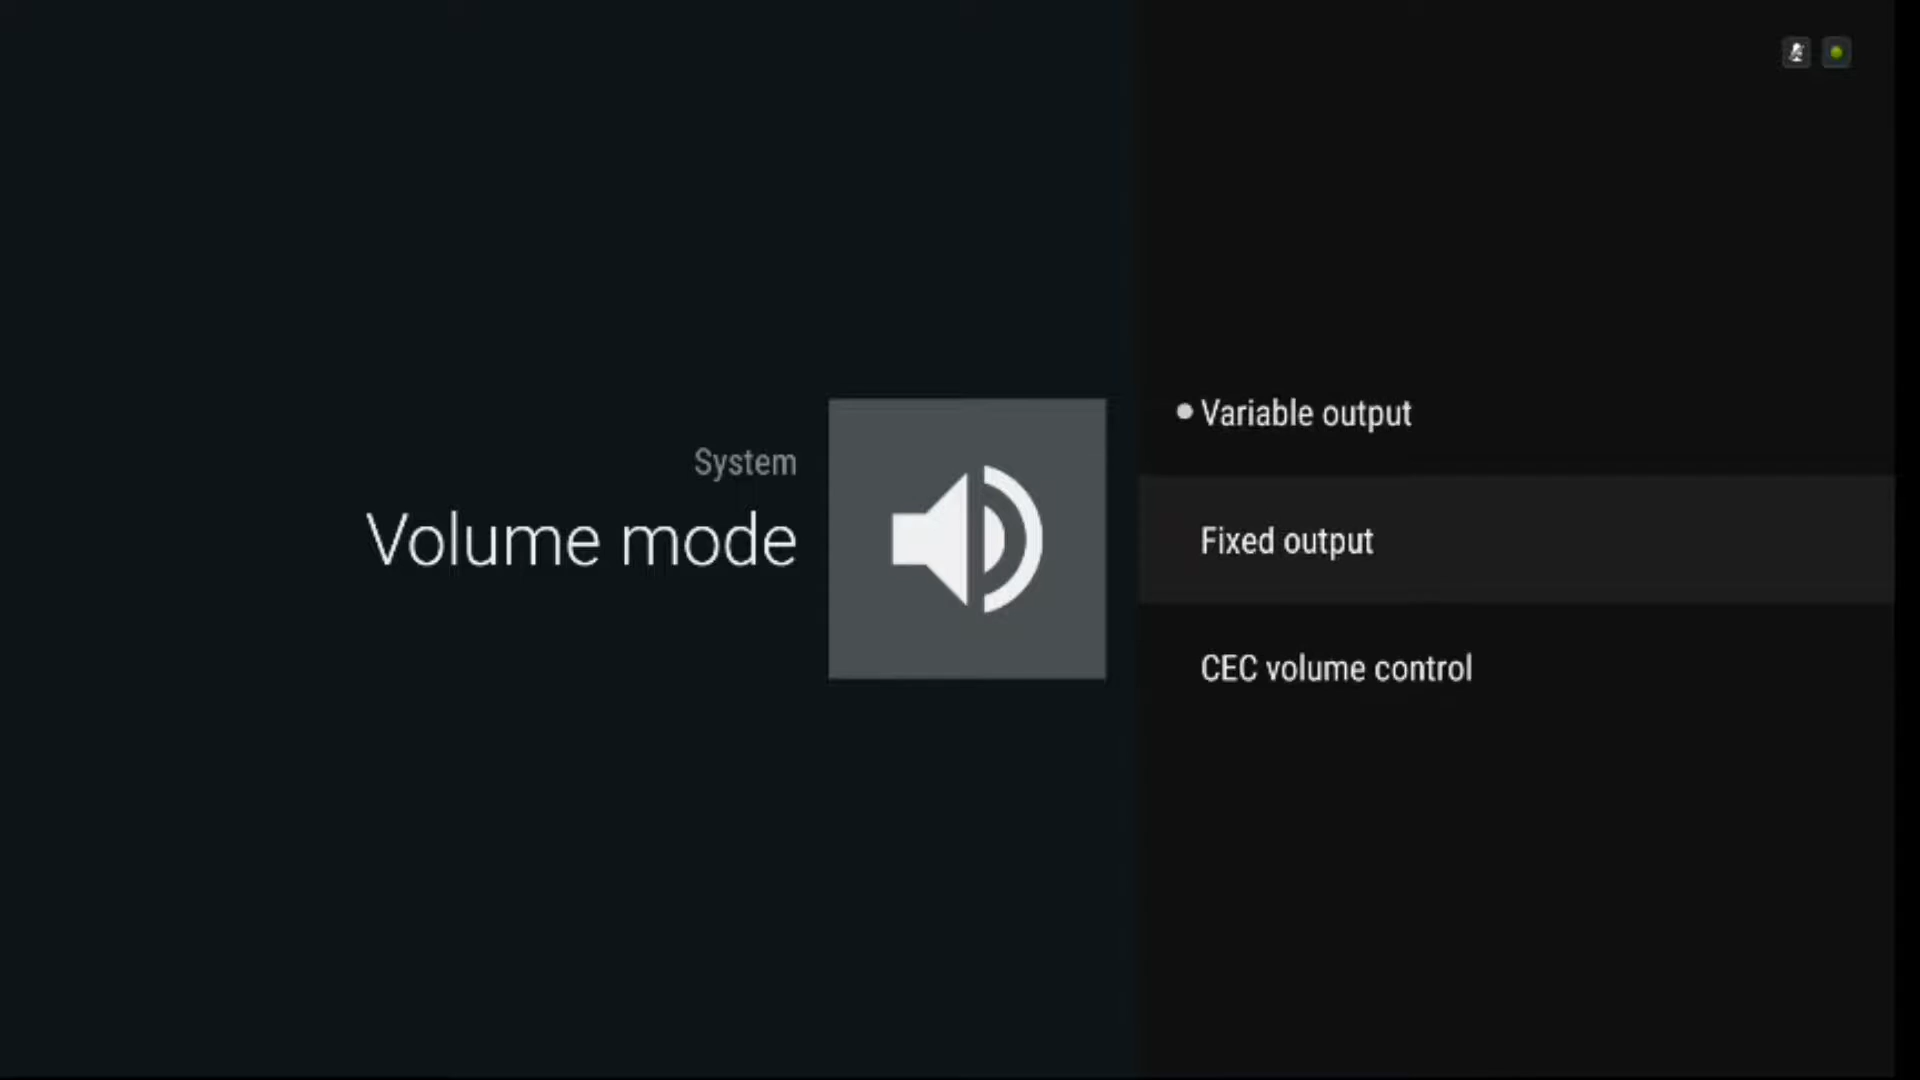 System
Volume mode
Variable output
Fixed output
CEC volume control